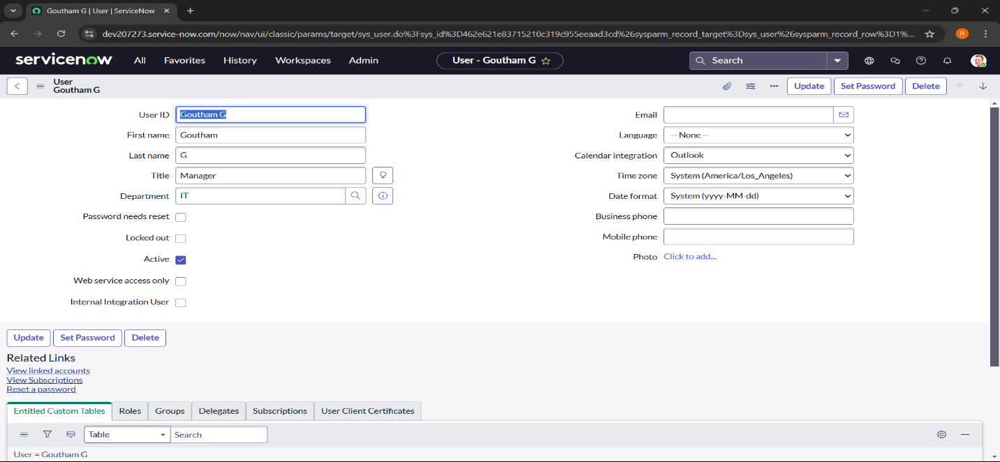 Goutham G | User | ServiceNow
dev207273.service-now.com/now/nav/ui/classic/params/target/sys_user.do%3Fsys_id%3D462e621e83715210c319c955eeaad3cd%26sysparm_record_target%3Dsys_user%26sysparm_record_row%3D1%...
R
servicenow All Favorites History Workspaces Admin User - Goutham G Search
User
Goutham G
Update Set Password Delete
User ID Goutham G Email
First name Goutham Language -- None --
Last name G Calendar integration Outlook
Title Manager Time zone System (America/Los_Angeles)
Department IT Date format System (yyyy-MM-dd)
Password needs reset Business phone
Locked out Mobile phone
Active Photo Click to add...
Web service access only
Internal Integration User
Update Set Password Delete
Related Links
View linked accounts
View Subscriptions
Reset a password
Entitled Custom Tables Roles Groups Delegates Subscriptions User Client Certificates
Table Search
User = Goutham G